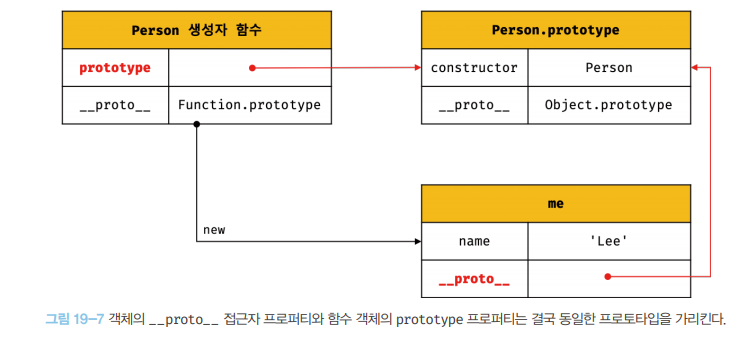 Person 생성자 함수
prototype
__proto__ Function.prototype
Person.prototype
constructor Person
__proto__ Object.prototype
new
me
name 'Lee'
__proto__
그림 19-7 객체의 __proto__ 접근자 프로퍼티와 함수 객체의 prototype 프로퍼티는 결국 동일한 프로토타입을 가리킨다.